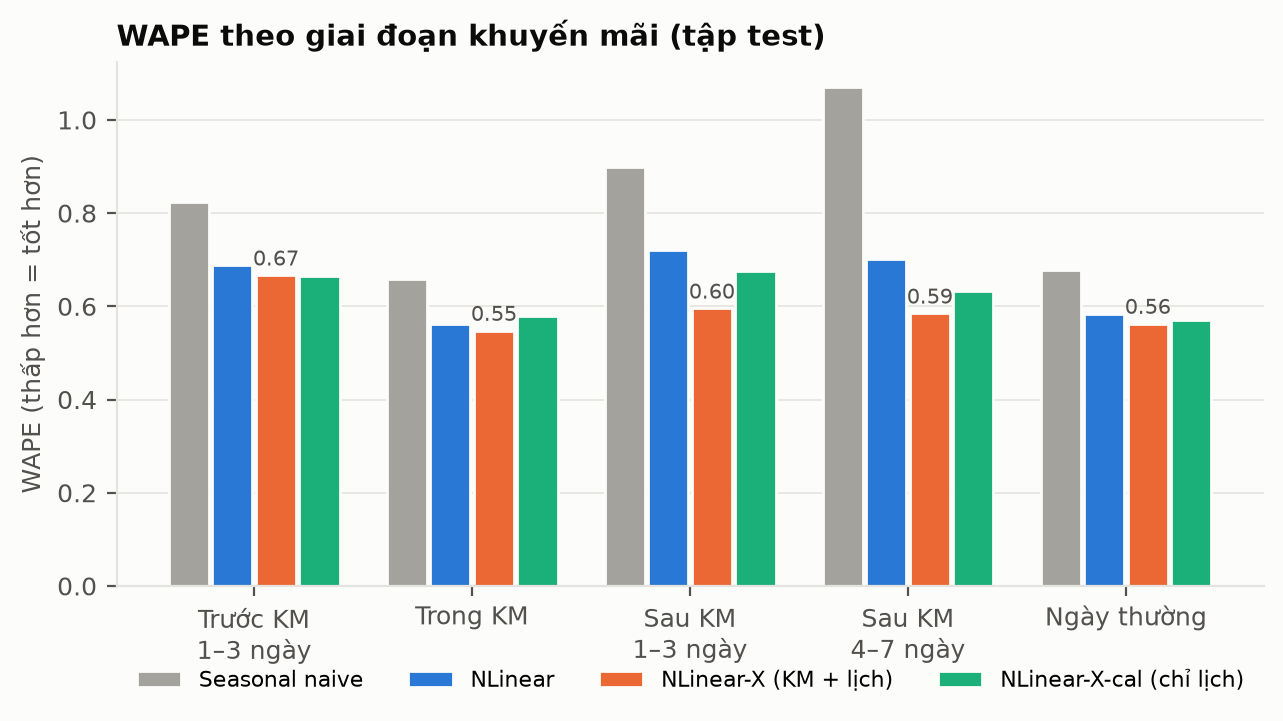 WAPE theo giai đoạn khuyến mãi (tập test)
WAPE (thấp hơn = tốt hơn)
1.0
0.8
0.6
0.4
0.2
0.0
0.67
0.55
0.60
0.59
0.56
Trước KM
1–3 ngày
Trong KM
Sau KM
1–3 ngày
Sau KM
4–7 ngày
Ngày thường
Seasonal naive
NLinear
NLinear-X (KM + lịch)
NLinear-X-cal (chỉ lịch)